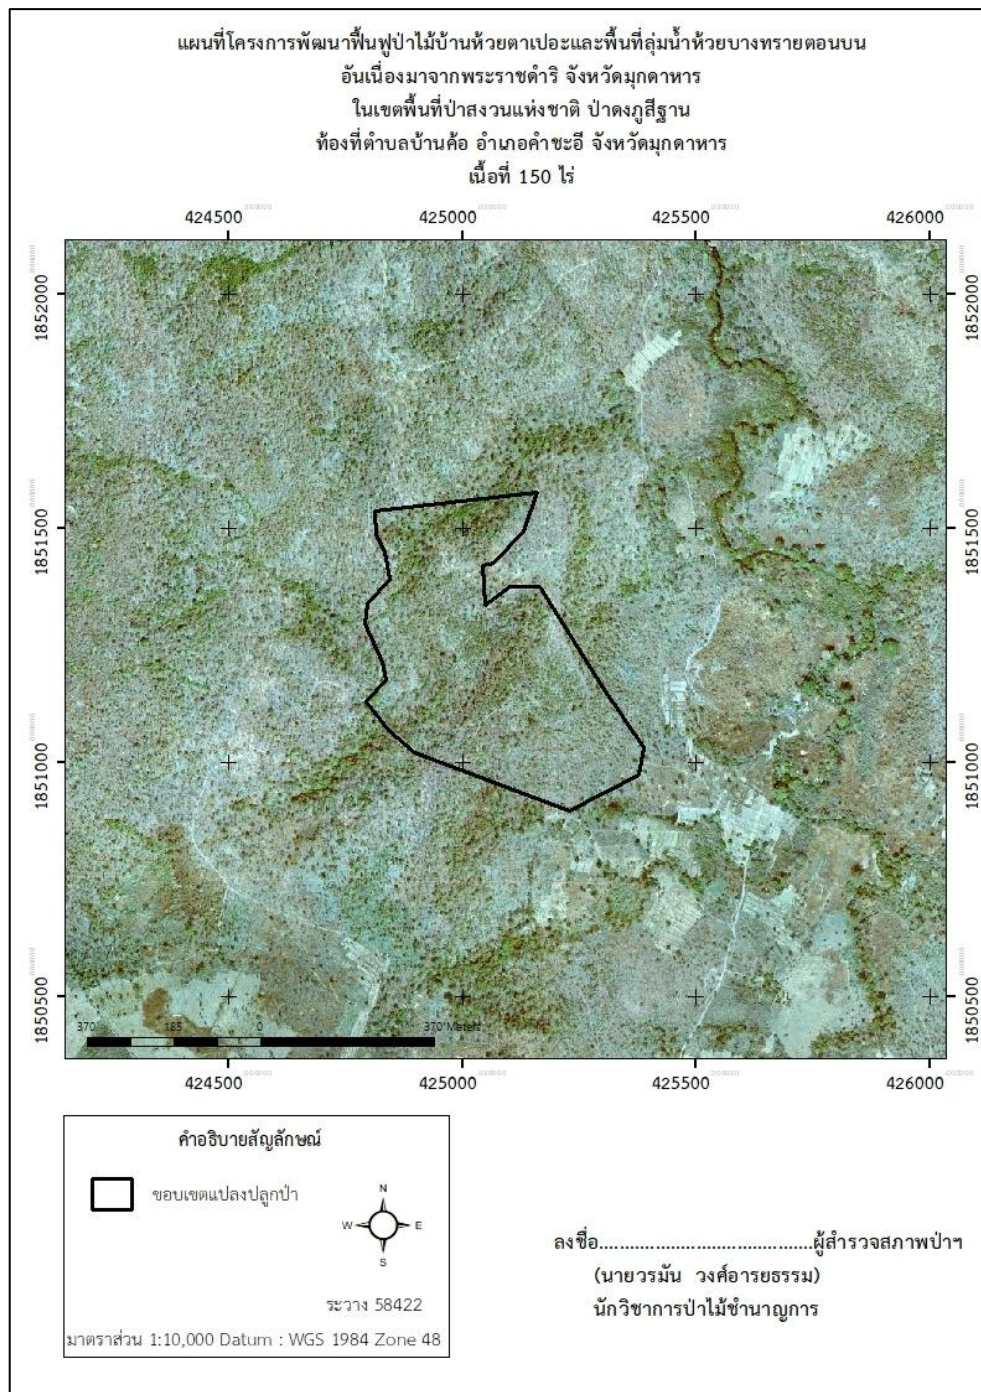 แผนที่โครงการพัฒนาฟื้นฟูป่าไม้บ้านห้วยตาเปอะและพื้นที่ลุ่มน้ำห้วยบางทรายตอนบน
อันเนื่องมาจากพระราชดำริ จังหวัดมุกดาหาร
ในเขตพื้นที่ป่าสงวนแห่งชาติ ป่าดงภูสีฐาน
ท้องที่ตำบลบ้านค้อ อำเภอคำชะอี จังหวัดมุกดาหาร
เนื้อที่ 150 ไร่
424500 425000 425500 426000
1852000 1852000
1851500 1851500
1851000 1851000
1850500 1850500
370 185 0 370 Meters
424500 425000 425500 426000
คำอธิบายสัญลักษณ์
ขอบเขตแปลงปลูกป่า
N
W E
S
ระวาง 58422
มาตราส่วน 1:10,000 Datum : WGS 1984 Zone 48
ลงชื่อ.....................................ผู้สำรวจสภาพป่าฯ
(นายวรมัน วงศ์อารยธรรม)
นักวิชาการป่าไม้ชำนาญการ